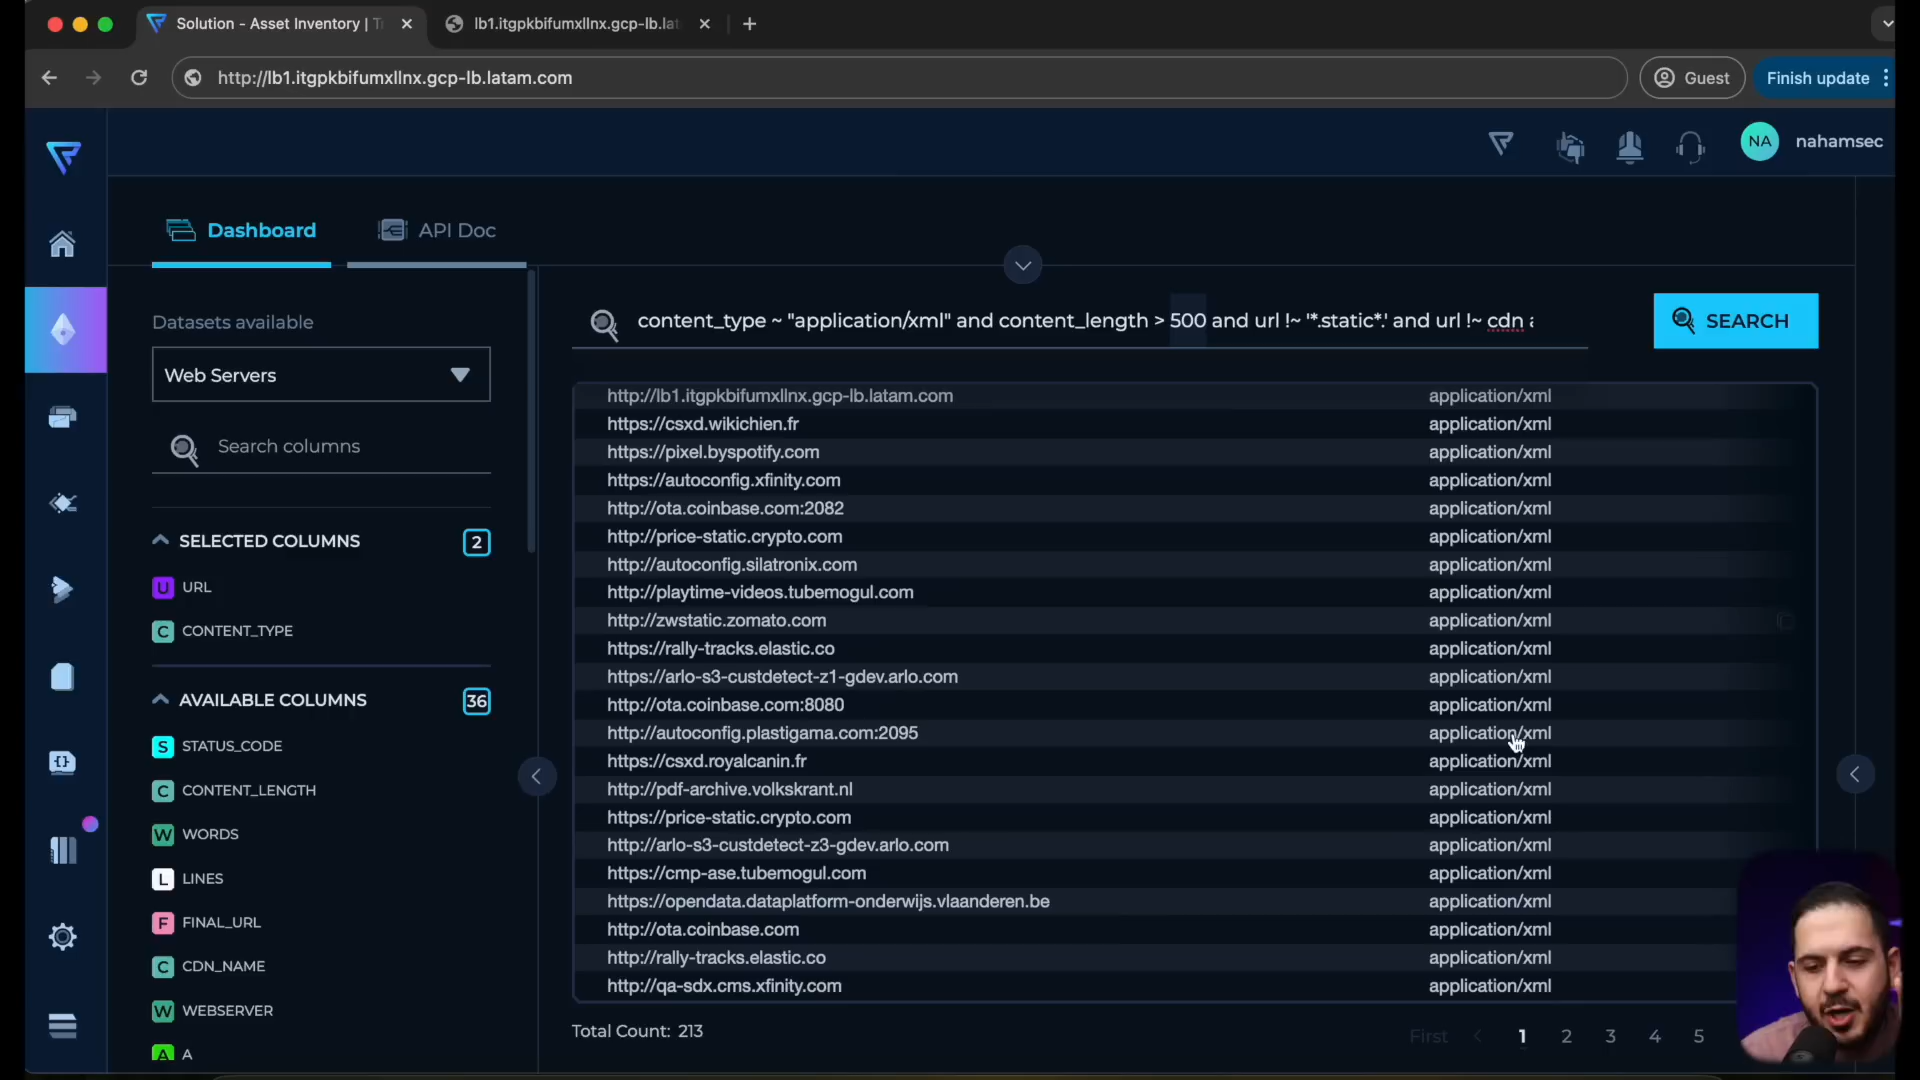 Solution - Asset Inventory | T
lb1.itgpkbifumxllnx.gcp-lb.lat
http://lb1.itgpkbifumxllnx.gcp-lb.latam.com
Guest
Finish update
NA
nahamsec
Dashboard
API Doc
Datasets available
Web Servers
Search columns
SELECTED COLUMNS
2
U URL
C CONTENT_TYPE
AVAILABLE COLUMNS
36
S STATUS_CODE
C CONTENT_LENGTH
W WORDS
L LINES
F FINAL_URL
C CDN_NAME
W WEBSERVER
A A
content_type ~ "application/xml" and content_length > 500 and url !~ '*.static*.' and url !~ cdn
SEARCH
http://lb1.itgpkbifumxllnx.gcp-lb.latam.com application/xml
https://csxd.wikichien.fr application/xml
https://pixel.byspotify.com application/xml
https://autoconfig.xfinity.com application/xml
http://ota.coinbase.com:2082 application/xml
http://price-static.crypto.com application/xml
http://autoconfig.silatronix.com application/xml
http://playtime-videos.tubemogul.com application/xml
http://zwstatic.zomato.com application/xml
https://rally-tracks.elastic.co application/xml
https://arlo-s3-custdetect-z1-gdev.arlo.com application/xml
http://ota.coinbase.com:8080 application/xml
http://autoconfig.plastigama.com:2095 application/xml
http://csxd.royalcanin.fr application/xml
http://pdf-archive.volkskrant.nl application/xml
https://price-static.crypto.com application/xml
http://arlo-s3-custdetect-z3-gdev.arlo.com application/xml
https://cmp-ase.tubemogul.com application/xml
https://opendata.dataplatform-onderwijs.vlaanderen.be application/xml
http://ota.coinbase.com application/xml
http://rally-tracks.elastic.co application/xml
http://qa-sdx.cms.xfinity.com application/xml
Total Count: 213
First 1 2 3 4 5